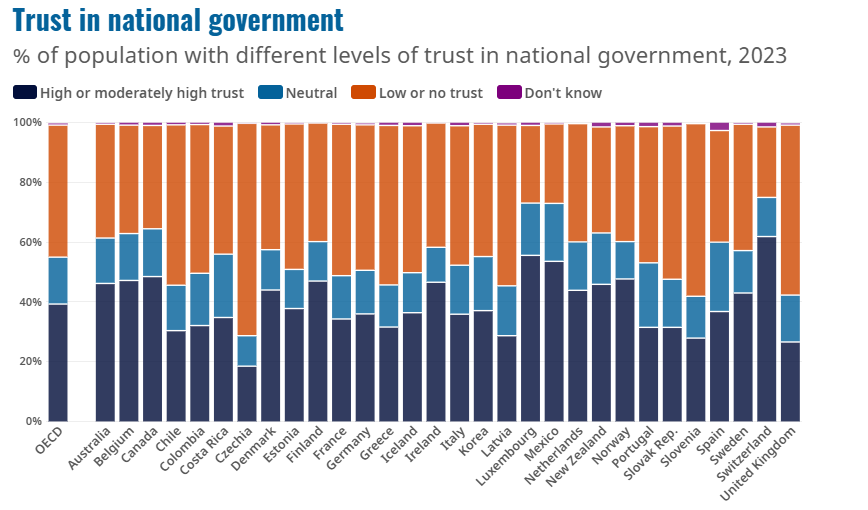 Trust in national government
% of population with different levels of trust in national government, 2023
High or moderately high trust Neutral Low or no trust Don't know
100%
80%
60%
40%
20%
0%
OECD Australia Belgium Canada Chile Colombia Costa Rica Czechia Denmark Estonia Finland France Germany Greece Iceland Ireland Italy Korea Latvia Luxembourg Mexico Netherlands New Zealand Norway Portugal Slovak Rep. Slovenia Spain Sweden Switzerland United Kingdom